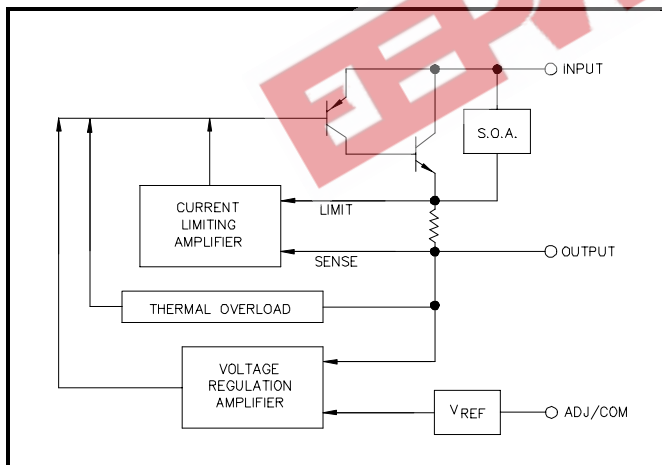 INPUT
S.O.A.
CURRENT
LIMITING
AMPLIFIER
LIMIT
SENSE
OUTPUT
THERMAL OVERLOAD
VOLTAGE
REGULATION
AMPLIFIER
VREF
ADJ/COM